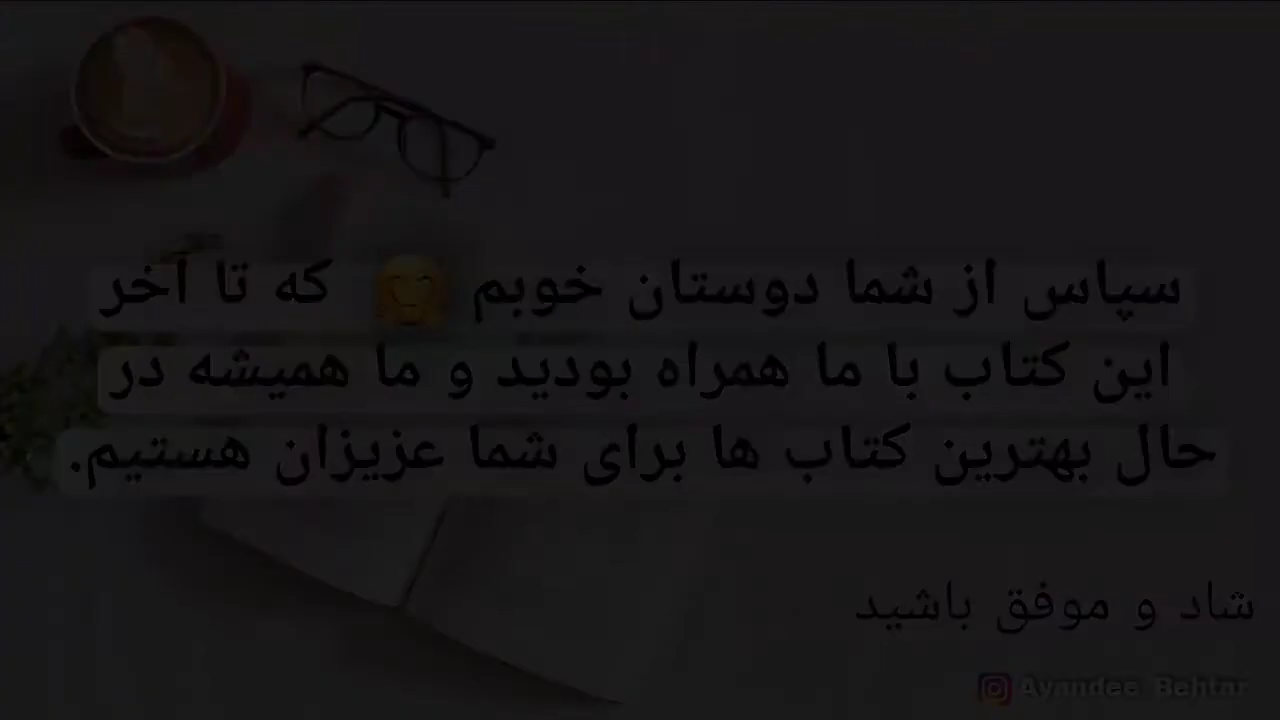 سپاس از شما دوستان خوبم 🤗 که تا آخر
این کتاب با ما همراه بودید و ما همیشه در
حال بهترین کتاب ها برای شما عزیزان هستیم.
شاد و موفق باشید
Ayandee_Behtar